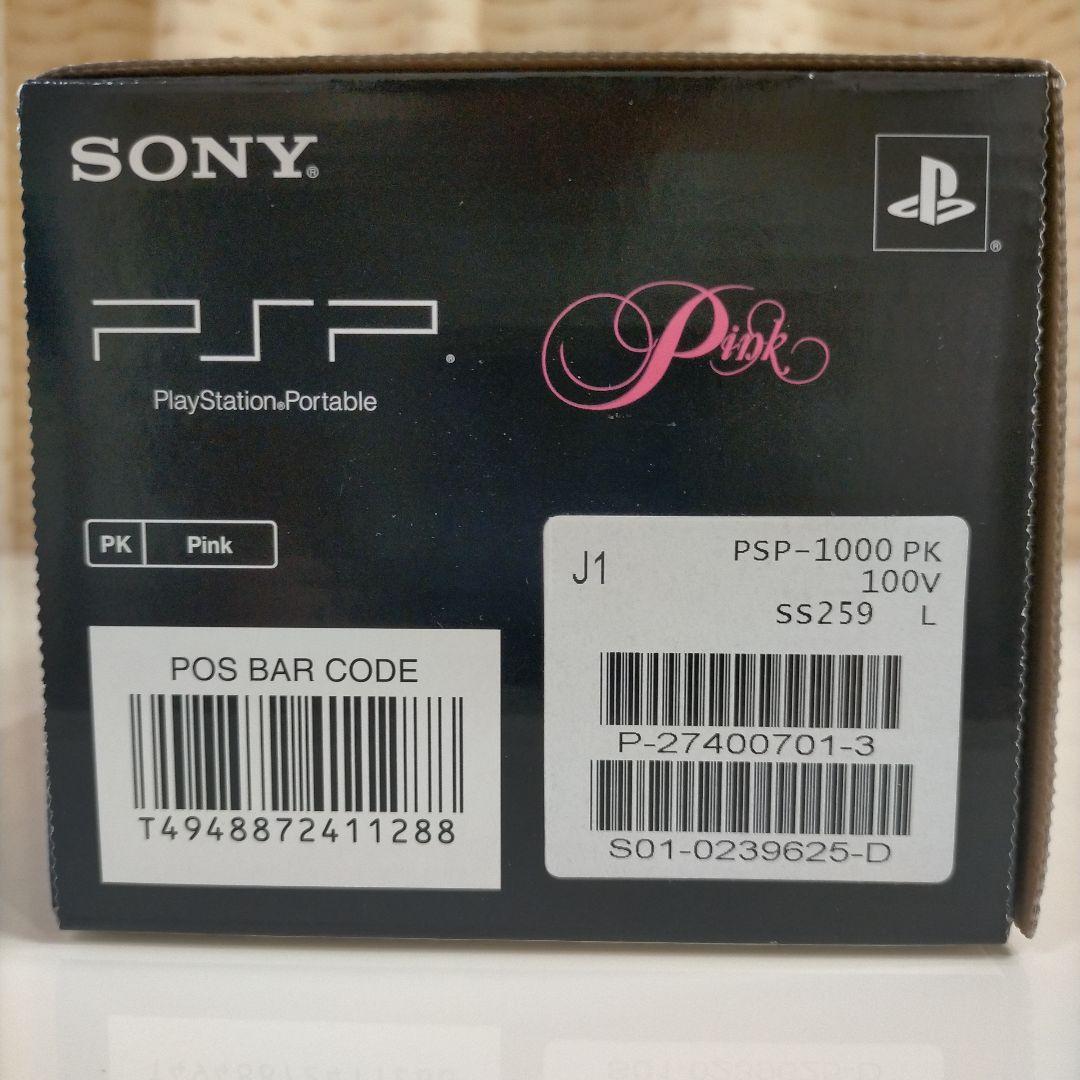 SONY®
PSP®
PlayStation®Portable
Pink
PK Pink
J1 PSP-1000 PK
100V
SS259 L
POS BAR CODE
T4948872411288
P-27400701-3
S01-0239625-D